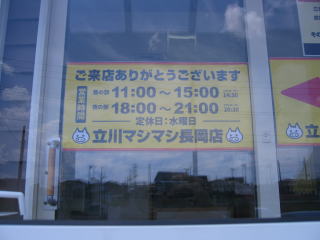 ご来店ありがとうございます
営業時間
昼の部 11:00〜15:00
夜の部 18:00〜21:00
定休日:水曜日
立川マシマシ長岡店